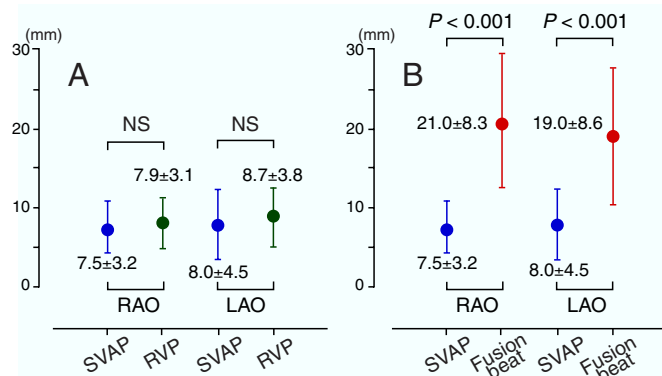 P < 0.001
P < 0.001
(mm)
(mm)
30
30
A
B
NS
NS
20
20
21.0±8.3
19.0±8.6
7.9±3.1
8.7±3.8
10
10
7.5±3.2
8.0±4.5
7.5±3.2
8.0±4.5
0
0
RAO
LAO
RAO
LAO
SVAP
RVP
SVAP
RVP
SVAP
Fusion
beat
SVAP
Fusion
beat